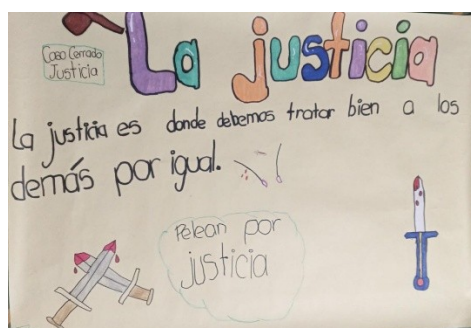 La justicia
Caso Cerrado
Justicia
La justicia es donde debemos tratar bien a los
demás por igual.
Pelean por
justicia